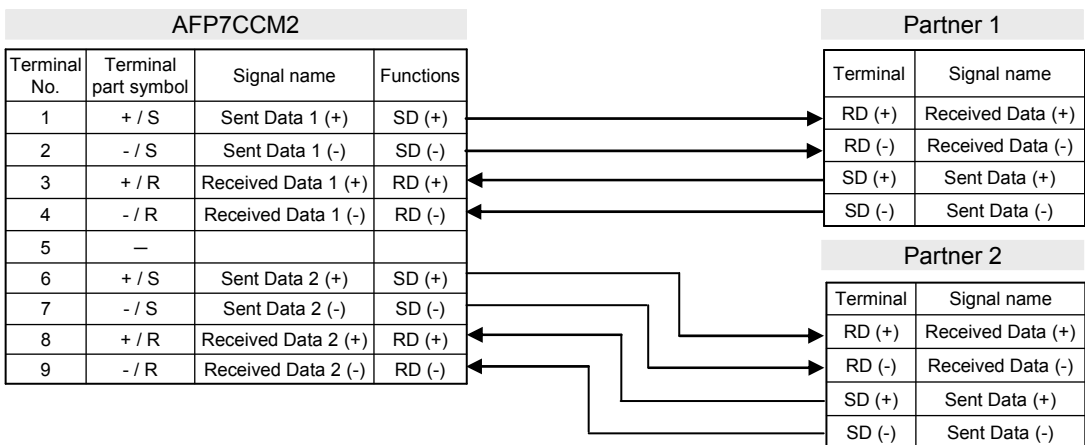 AFP7CCM2
Terminal No. Terminal part symbol Signal name Functions
1 + / S Sent Data 1 (+) SD (+)
2 - / S Sent Data 1 (-) SD (-)
3 + / R Received Data 1 (+) RD (+)
4 - / R Received Data 1 (-) RD (-)
5 —
6 + / S Sent Data 2 (+) SD (+)
7 - / S Sent Data 2 (-) SD (-)
8 + / R Received Data 2 (+) RD (+)
9 - / R Received Data 2 (-) RD (-)
Partner 1
Terminal Signal name
RD (+) Received Data (+)
RD (-) Received Data (-)
SD (+) Sent Data (+)
SD (-) Sent Data (-)
Partner 2
Terminal Signal name
RD (+) Received Data (+)
RD (-) Received Data (-)
SD (+) Sent Data (+)
SD (-) Sent Data (-)